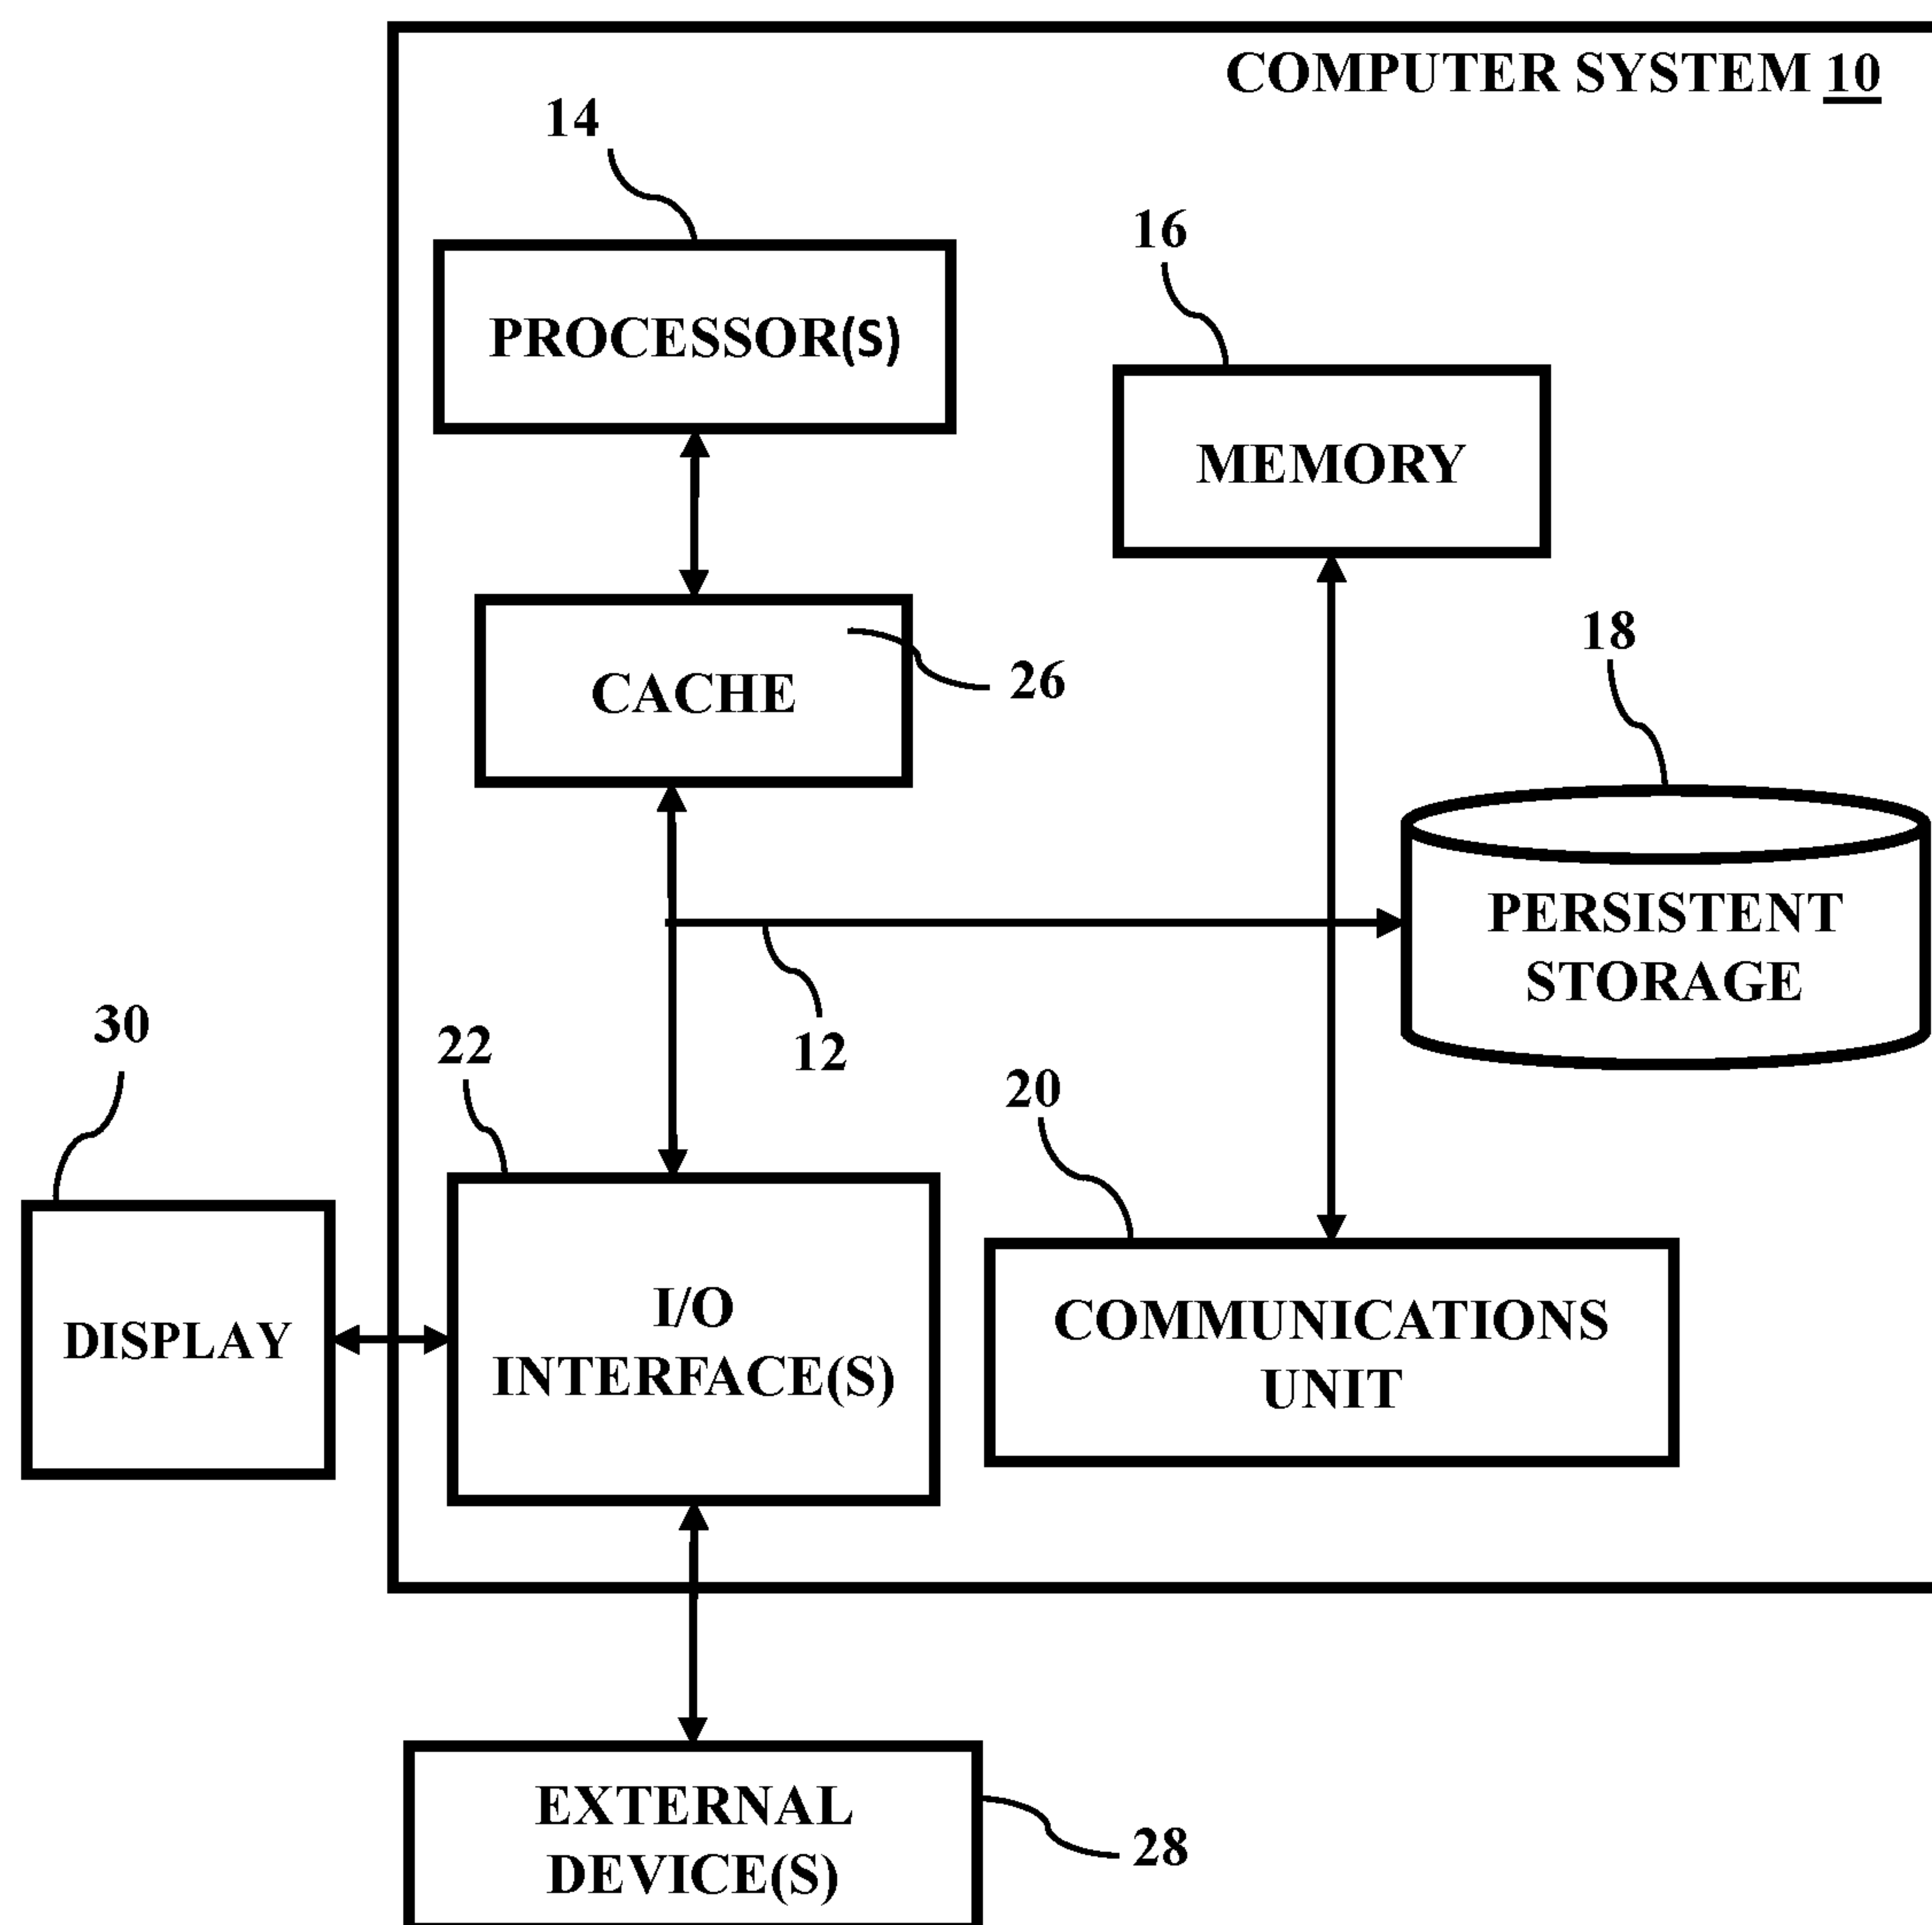 COMPUTER SYSTEM 10
14
16
PROCESSOR(S)
MEMORY
18
CACHE
26
PERSISTENT
STORAGE
30
22
12
20
DISPLAY
I/O
INTERFACE(S)
COMMUNICATIONS
UNIT
EXTERNAL
DEVICE(S)
28